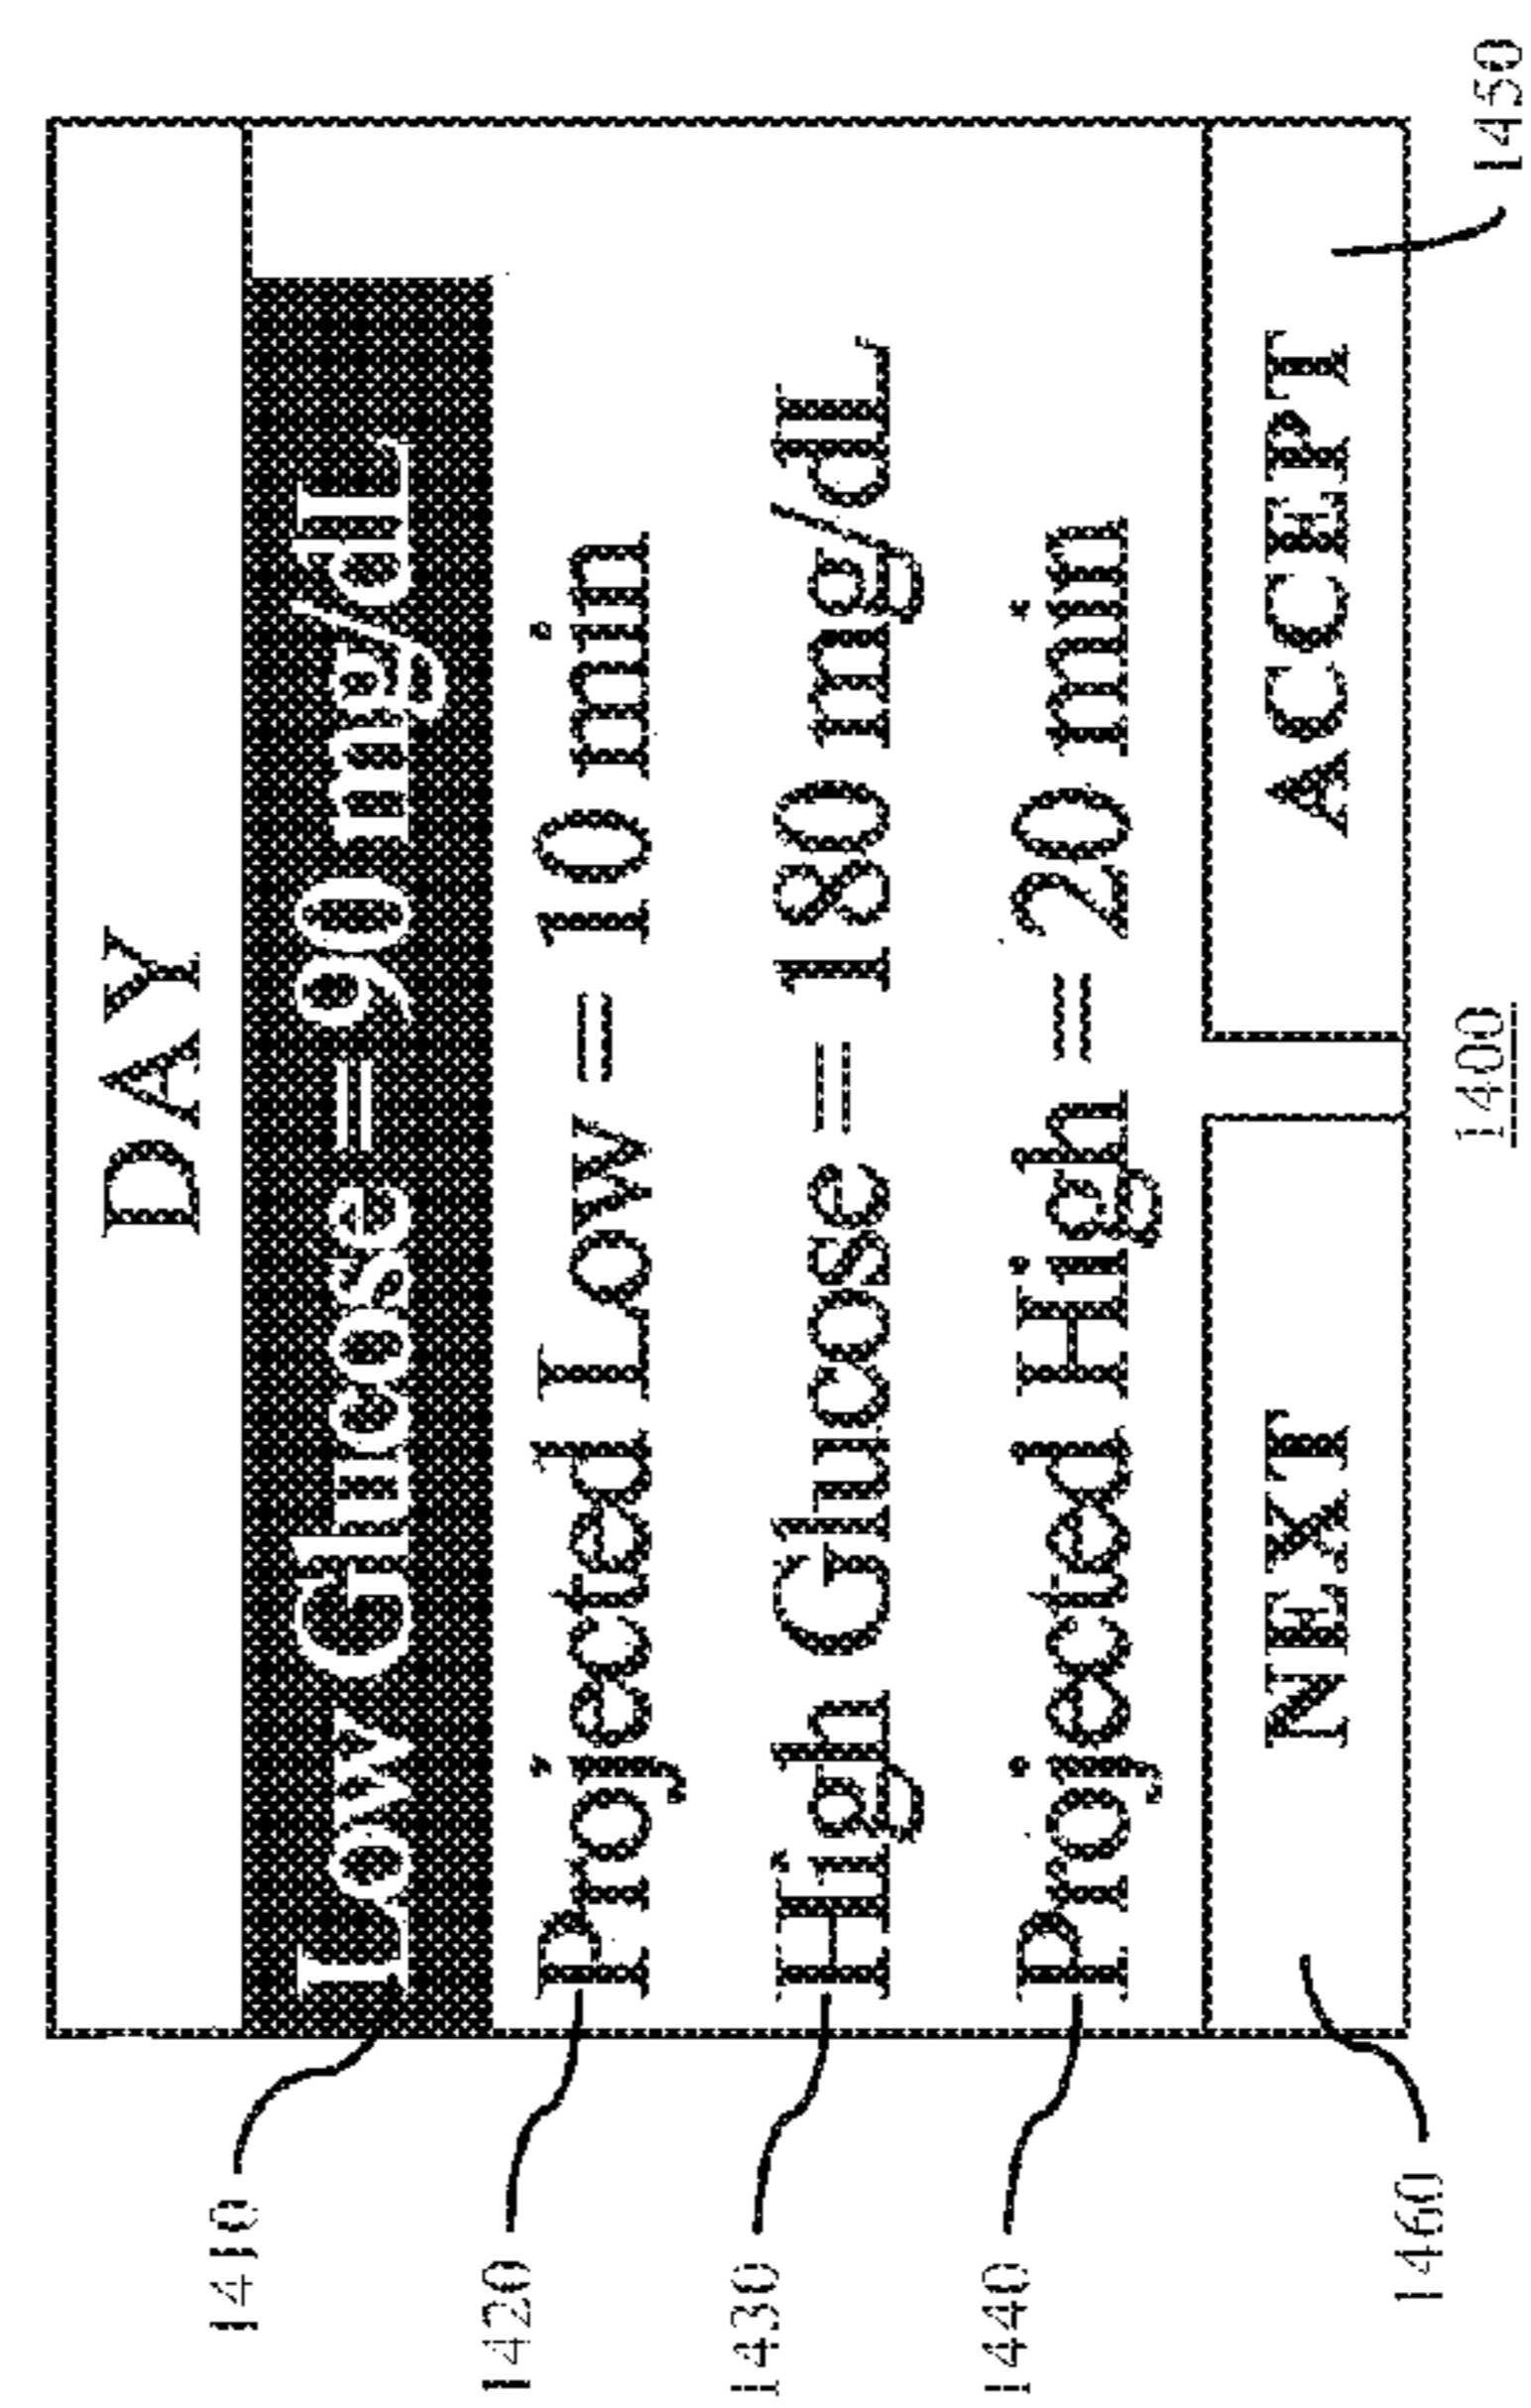 DAY
1410 Low Glucose = 90 mg/dL
1420 Projected Low = 10 min
1430 High Glucose = 180 mg/dL
1440 Projected High = 20 min
NEXT ACCEPT
1460 1400 1450